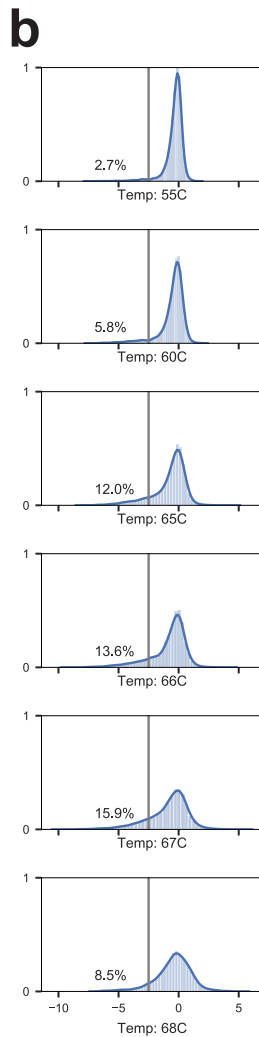 b
1
2.7%
0
Temp: 55C
1
5.8%
0
Temp: 60C
1
12.0%
0
Temp: 65C
1
13.6%
0
Temp: 66C
1
15.9%
0
Temp: 67C
1
8.5%
0
−10 −5 0 5
Temp: 68C